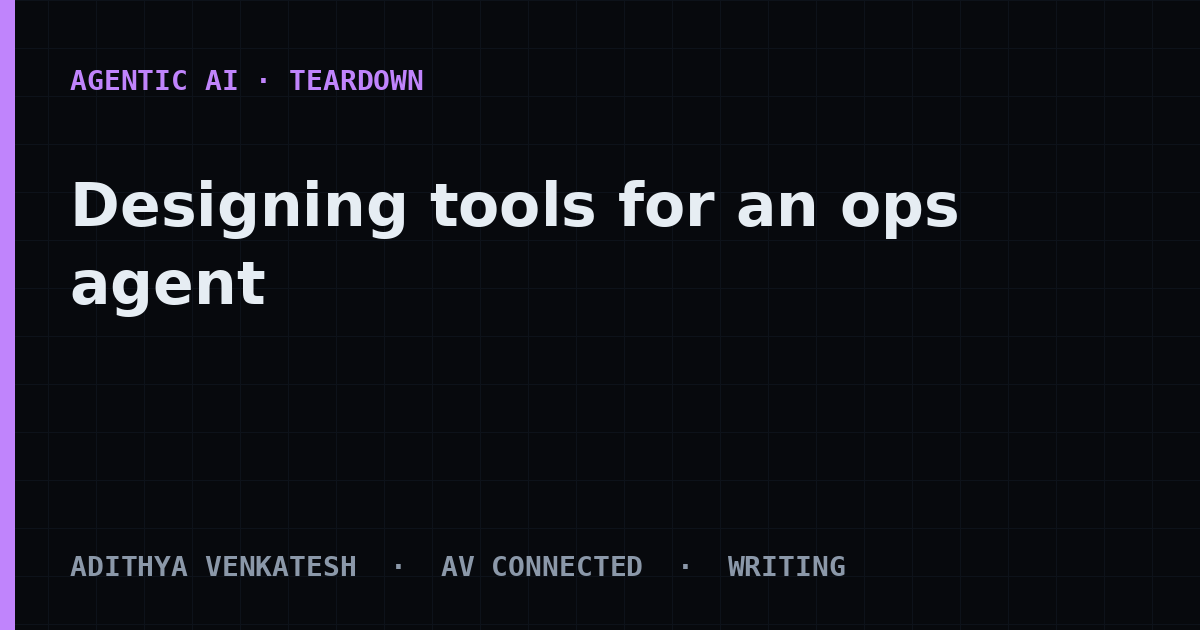 AGENTIC AI · TEARDOWN
Designing tools for an ops
agent
ADITHYA VENKATESH · AV CONNECTED · WRITING